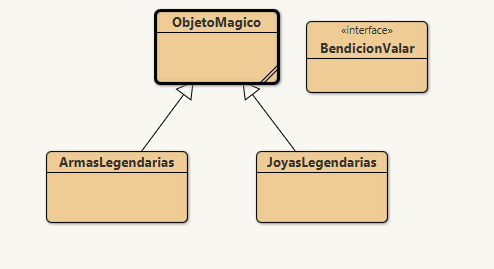 ObjetoMagico
«interface»
BendicionValar
ArmasLegendarias
JoyasLegendarias